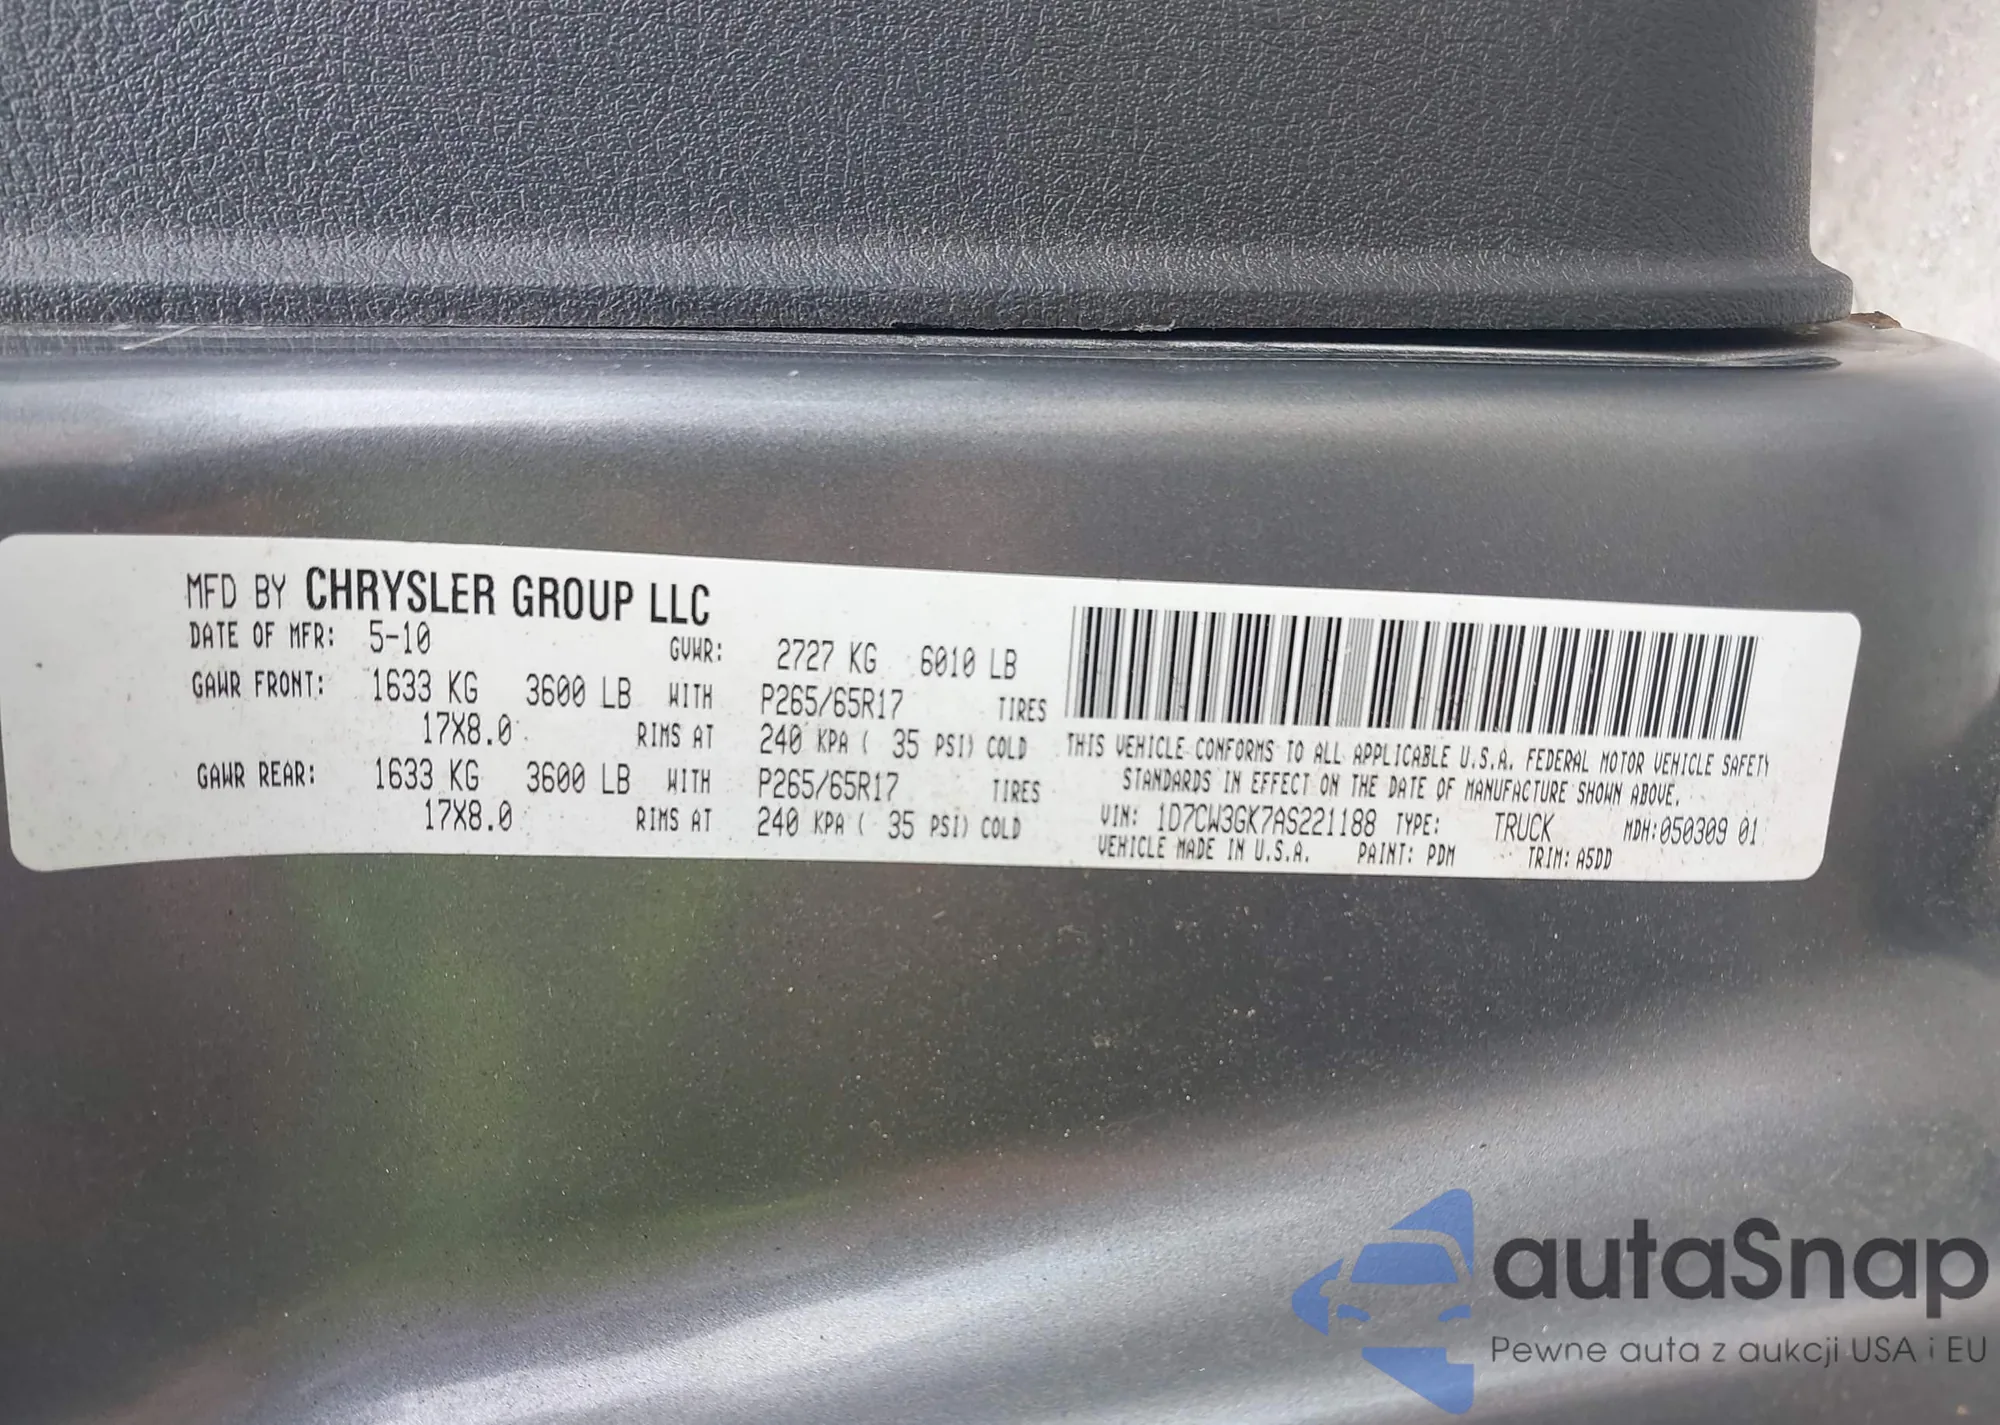 MFD BY CHRYSLER GROUP LLC
DATE OF MFR: 5-10 GVWR: 2727 KG 6010 LB
GAWR FRONT: 1633 KG 3600 LB WITH P265/65R17 TIRES
17X8.0 RIMS AT 240 KPA ( 35 PSI) COLD
GAWR REAR: 1633 KG 3600 LB WITH P265/65R17 TIRES
17X8.0 RIMS AT 240 KPA ( 35 PSI) COLD
THIS VEHICLE CONFORMS TO ALL APPLICABLE U.S.A. FEDERAL MOTOR VEHICLE SAFETY
STANDARDS IN EFFECT ON THE DATE OF MANUFACTURE SHOWN ABOVE.
VIN: 1D7CW3GK7AS221188 TYPE: TRUCK MDH:050309 01
VEHICLE MADE IN U.S.A. PAINT: PDM TRIM: A5DD
autaSnap
Pewne auta z aukcji USA i EU